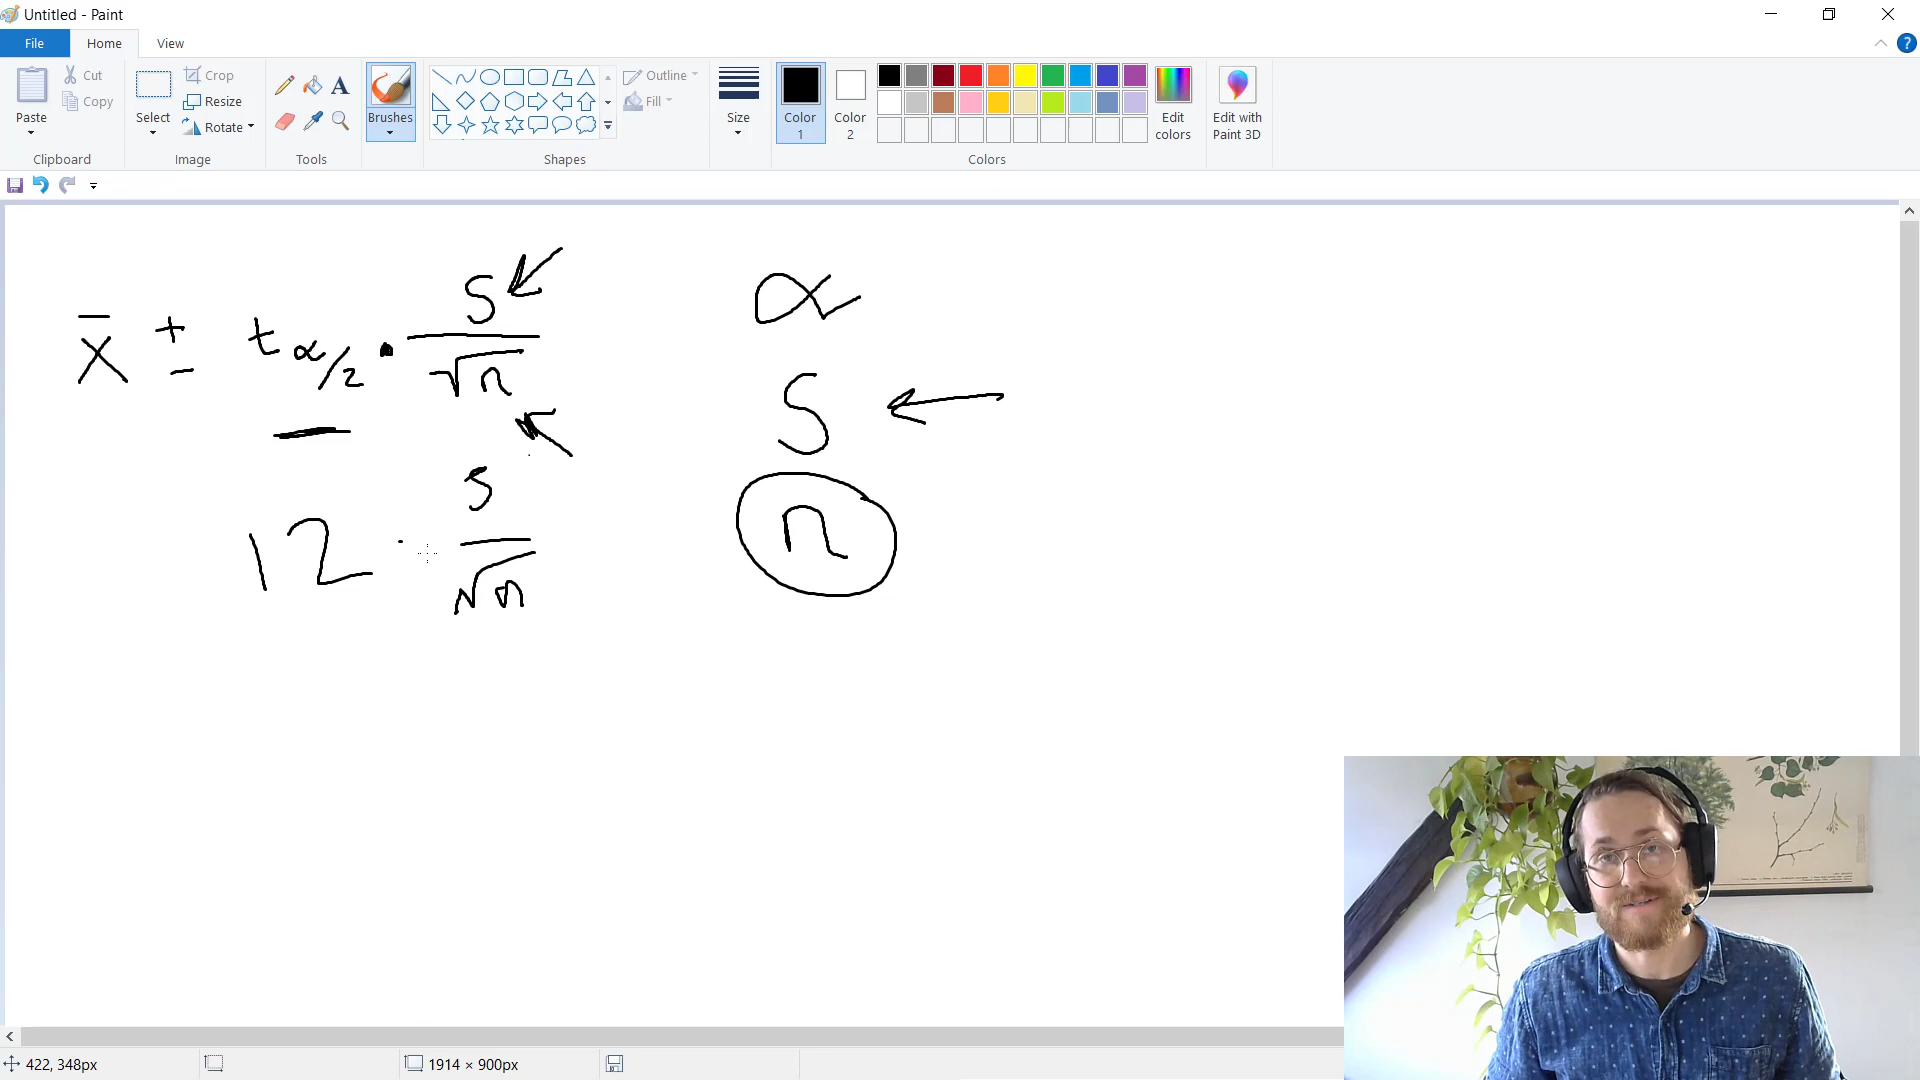 Untitled - Paint
File Home View
Cut
Copy
Paste
Clipboard
Select
Crop
Resize
Rotate
Image
A
Tools
Brushes
Outline
Fill
Shapes
Size
Color 1
Color 2
Edit colors
Edit with Paint 3D
Colors
?
x̄ ± t α/2 · S/√n
12 · S/√n
α
S
n
422, 348px
1914 × 900px